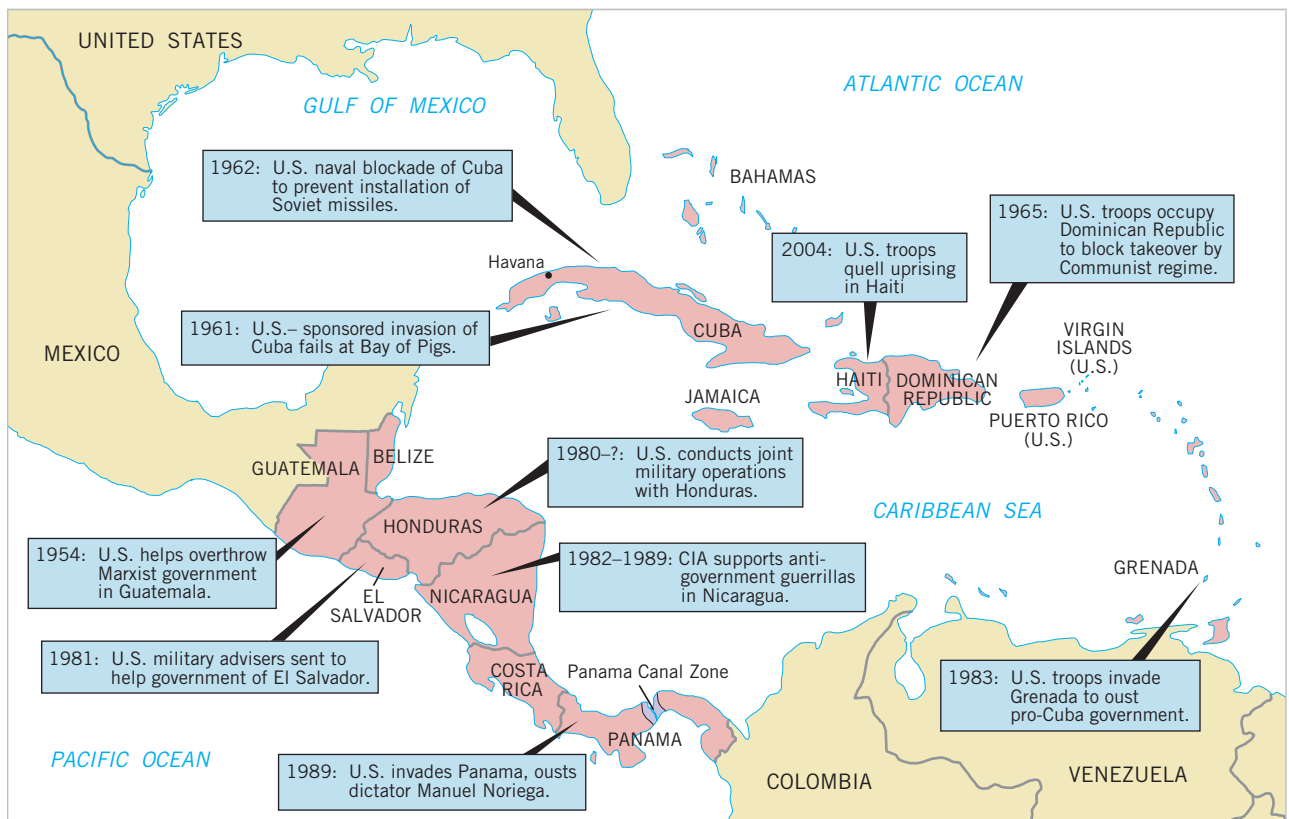 UNITED STATES
GULF OF MEXICO
ATLANTIC OCEAN
1962: U.S. naval blockade of Cuba
to prevent installation of
Soviet missiles.
BAHAMAS
1965: U.S. troops occupy
Dominican Republic
to block takeover by
Communist regime.
2004: U.S. troops
quell uprising
in Haiti
Havana
1961: U.S.– sponsored invasion of
Cuba fails at Bay of Pigs.
CUBA
MEXICO
VIRGIN
ISLANDS
(U.S.)
HAITI
DOMINICAN
REPUBLIC
JAMAICA
PUERTO RICO
(U.S.)
GUATEMALA
BELIZE
1980–?: U.S. conducts joint
military operations
with Honduras.
CARIBBEAN SEA
HONDURAS
1954: U.S. helps overthrow
Marxist government
in Guatemala.
1982–1989: CIA supports anti-
government guerrillas
in Nicaragua.
GRENADA
EL
SALVADOR
NICARAGUA
1981: U.S. military advisers sent to
help government of El Salvador.
COSTA
RICA
Panama Canal Zone
1983: U.S. troops invade
Grenada to oust
pro-Cuba government.
PANAMA
PACIFIC OCEAN
1989: U.S. invades Panama, ousts
dictator Manuel Noriega.
COLOMBIA
VENEZUELA